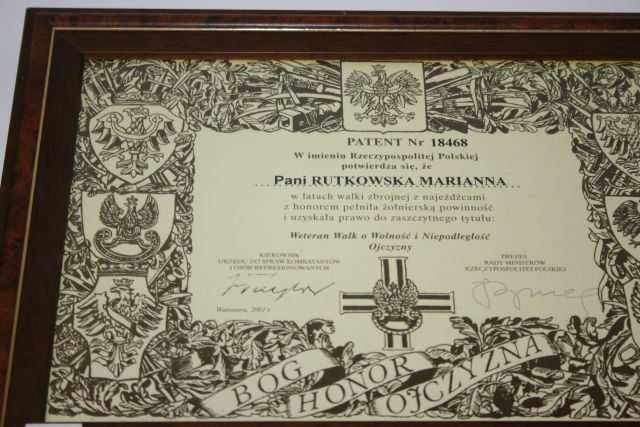 PATENT Nr 18468
W imieniu Rzeczypospolitej Polskiej
potwierdza się, że
Pani RUTKOWSKA MARIANNA
w latach walki zbrojnej z najeźdźcami
z honorem pełniła żołnierską powinność
i uzyskała prawo do zaszczytnego tytułu:
Weteran Walk o Wolność i Niepodległość
Ojczyzny
KIEROWNIK
URZĘDU DO SPRAW KOMBATANTÓW
I OSÓB REPRESJONOWANYCH
PREZES
RADY MINISTRÓW
RZECZYPOSPOLITEJ POLSKIEJ
Warszawa, 2001 r.
BÓG
HONOR
OJCZYZNA